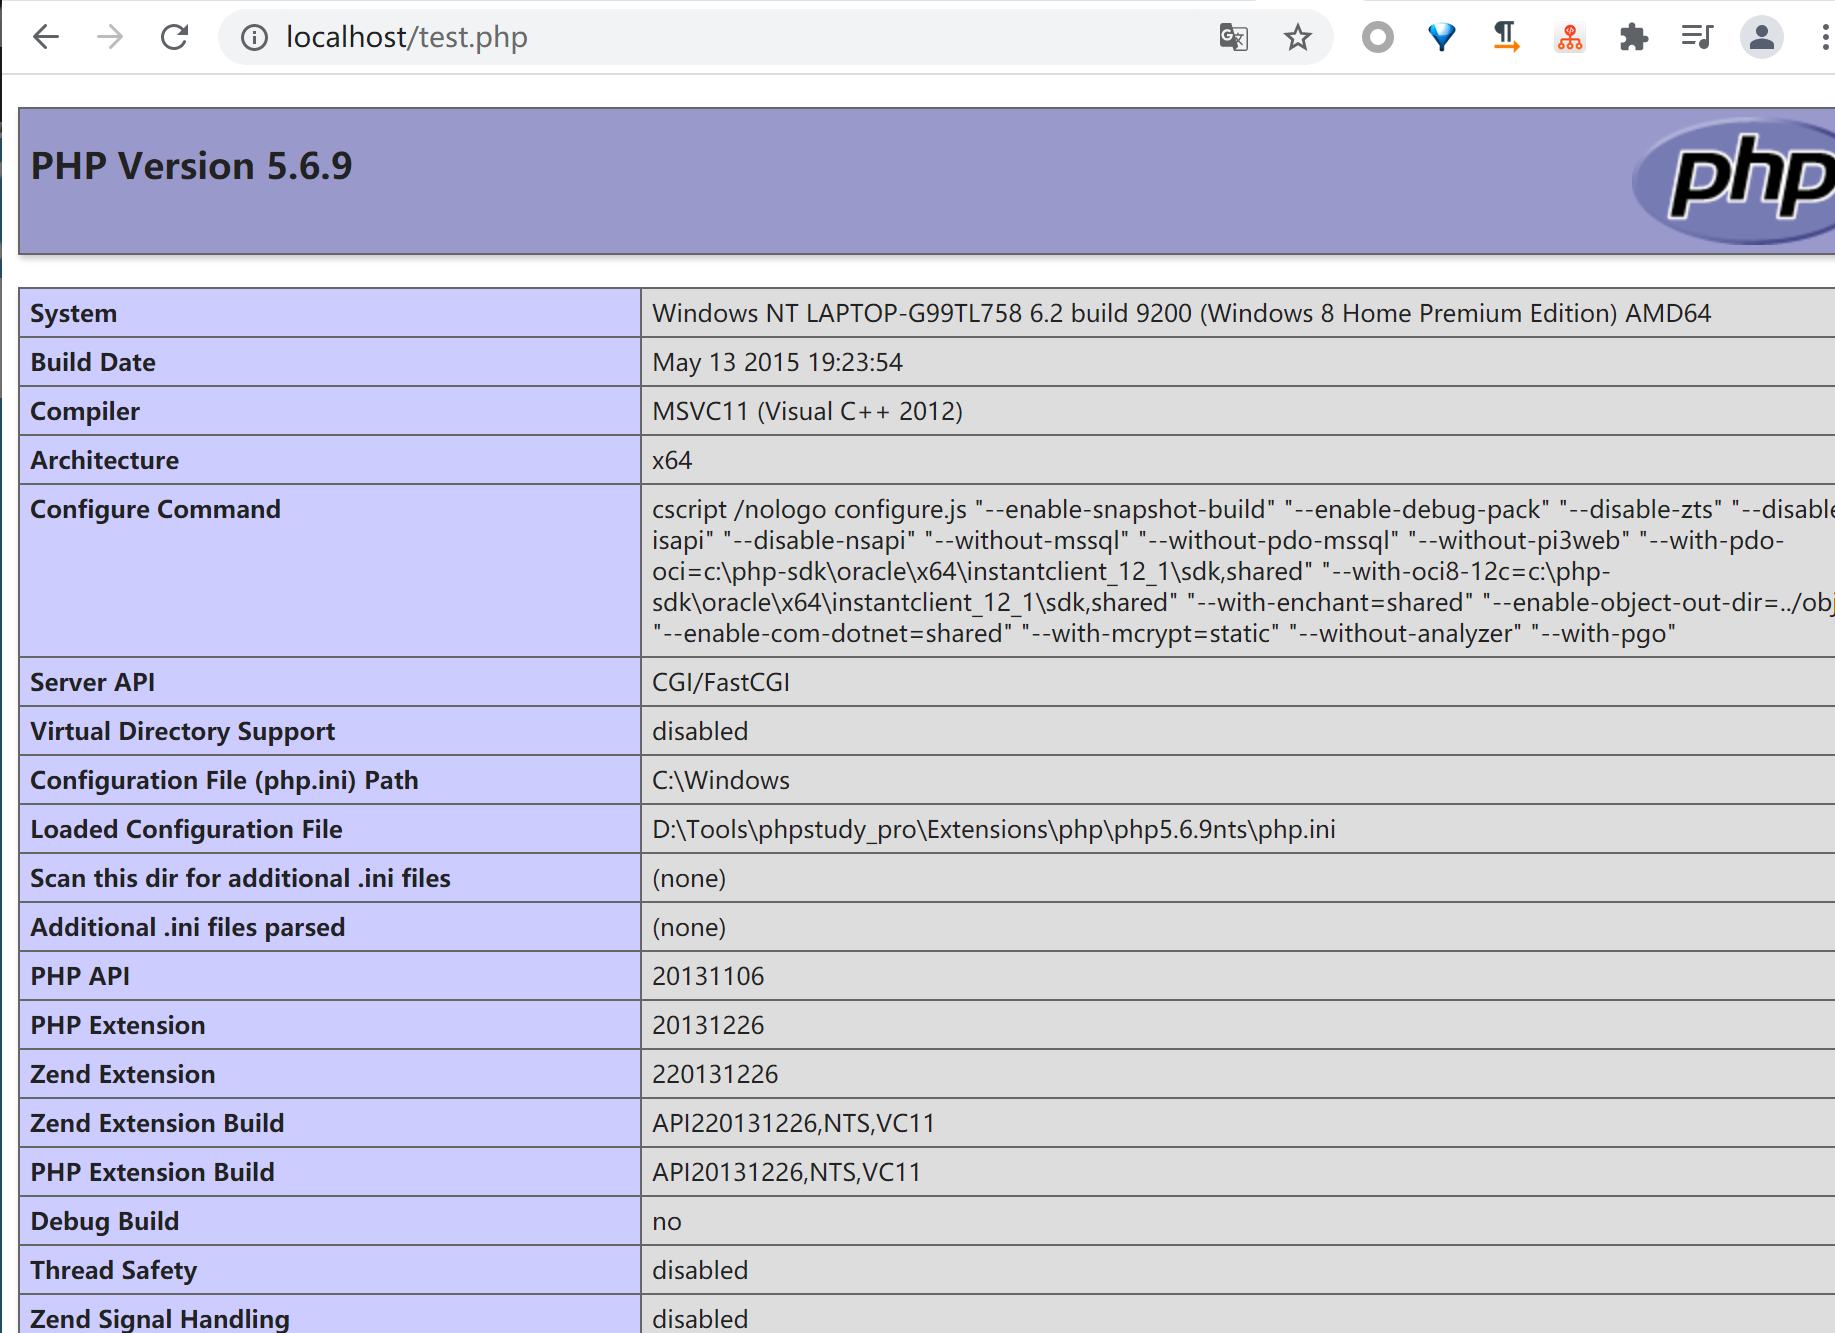 localhost/test.php
PHP Version 5.6.9
php
System
Windows NT LAPTOP-G99TL758 6.2 build 9200 (Windows 8 Home Premium Edition) AMD64
Build Date
May 13 2015 19:23:54
Compiler
MSVC11 (Visual C++ 2012)
Architecture
x64
Configure Command
cscript /nologo configure.js "--enable-snapshot-build" "--enable-debug-pack" "--disable-zts" "--disable
isapi" "--disable-nsapi" "--without-mssql" "--without-pdo-mssql" "--without-pi3web" "--with-pdo-
oci=c:\php-sdk\oracle\x64\instantclient_12_1\sdk,shared" "--with-oci8-12c=c:\php-
sdk\oracle\x64\instantclient_12_1\sdk,shared" "--with-enchant=shared" "--enable-object-out-dir=../obj
"--enable-com-dotnet=shared" "--with-mcrypt=static" "--without-analyzer" "--with-pgo"
Server API
CGI/FastCGI
Virtual Directory Support
disabled
Configuration File (php.ini) Path
C:\Windows
Loaded Configuration File
D:\Tools\phpstudy_pro\Extensions\php\php5.6.9nts\php.ini
Scan this dir for additional .ini files
(none)
Additional .ini files parsed
(none)
PHP API
20131106
PHP Extension
20131226
Zend Extension
220131226
Zend Extension Build
API220131226,NTS,VC11
PHP Extension Build
API20131226,NTS,VC11
Debug Build
no
Thread Safety
disabled
Zend Signal Handling
disabled